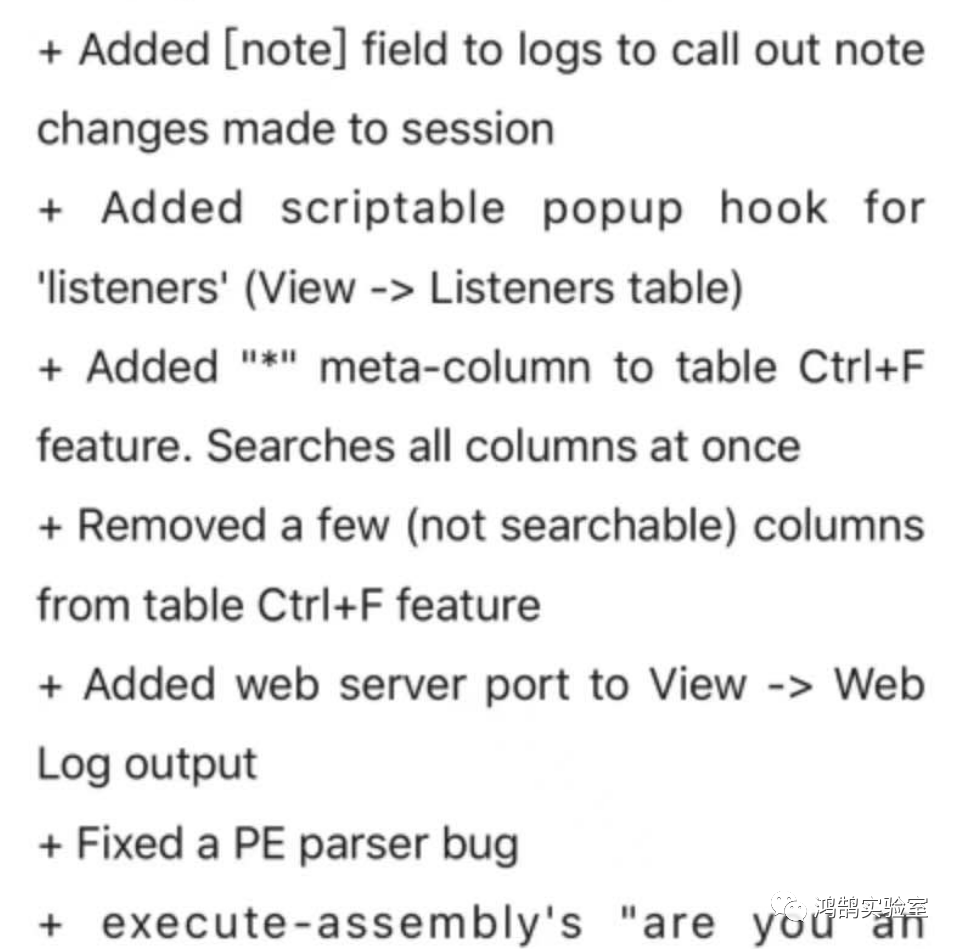 + Added [note] field to logs to call out note
changes made to session
+ Added scriptable popup hook for
'listeners' (View -> Listeners table)
+ Added "*" meta-column to table Ctrl+F
feature. Searches all columns at once
+ Removed a few (not searchable) columns
from table Ctrl+F feature
+ Added web server port to View -> Web
Log output
+ Fixed a PE parser bug
+ execute-assembly's "are you an
鸿鹄实验室